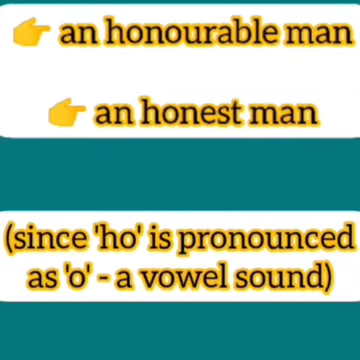 👉 an honourable man
👉 an honest man
(since 'ho' is pronounced
as 'o' - a vowel sound)